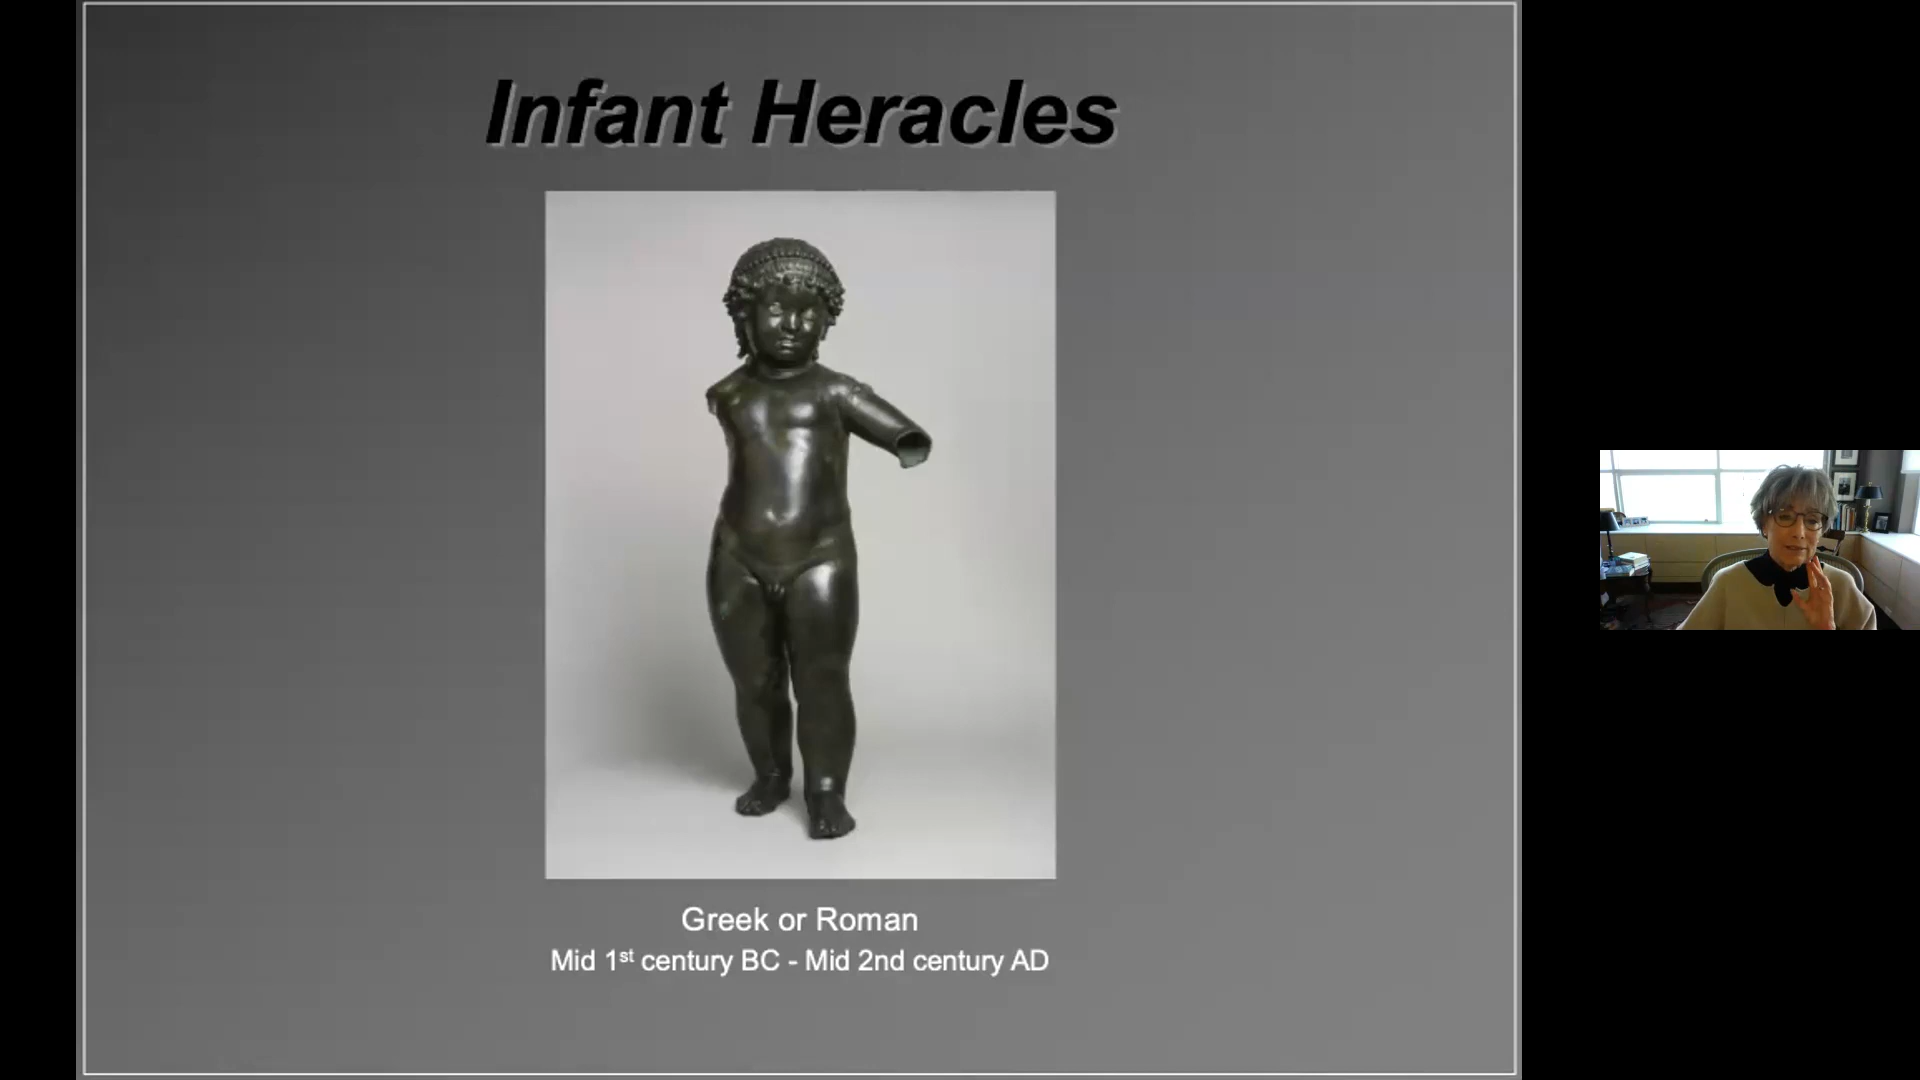 Infant Heracles
Greek or Roman
Mid 1st century BC - Mid 2nd century AD